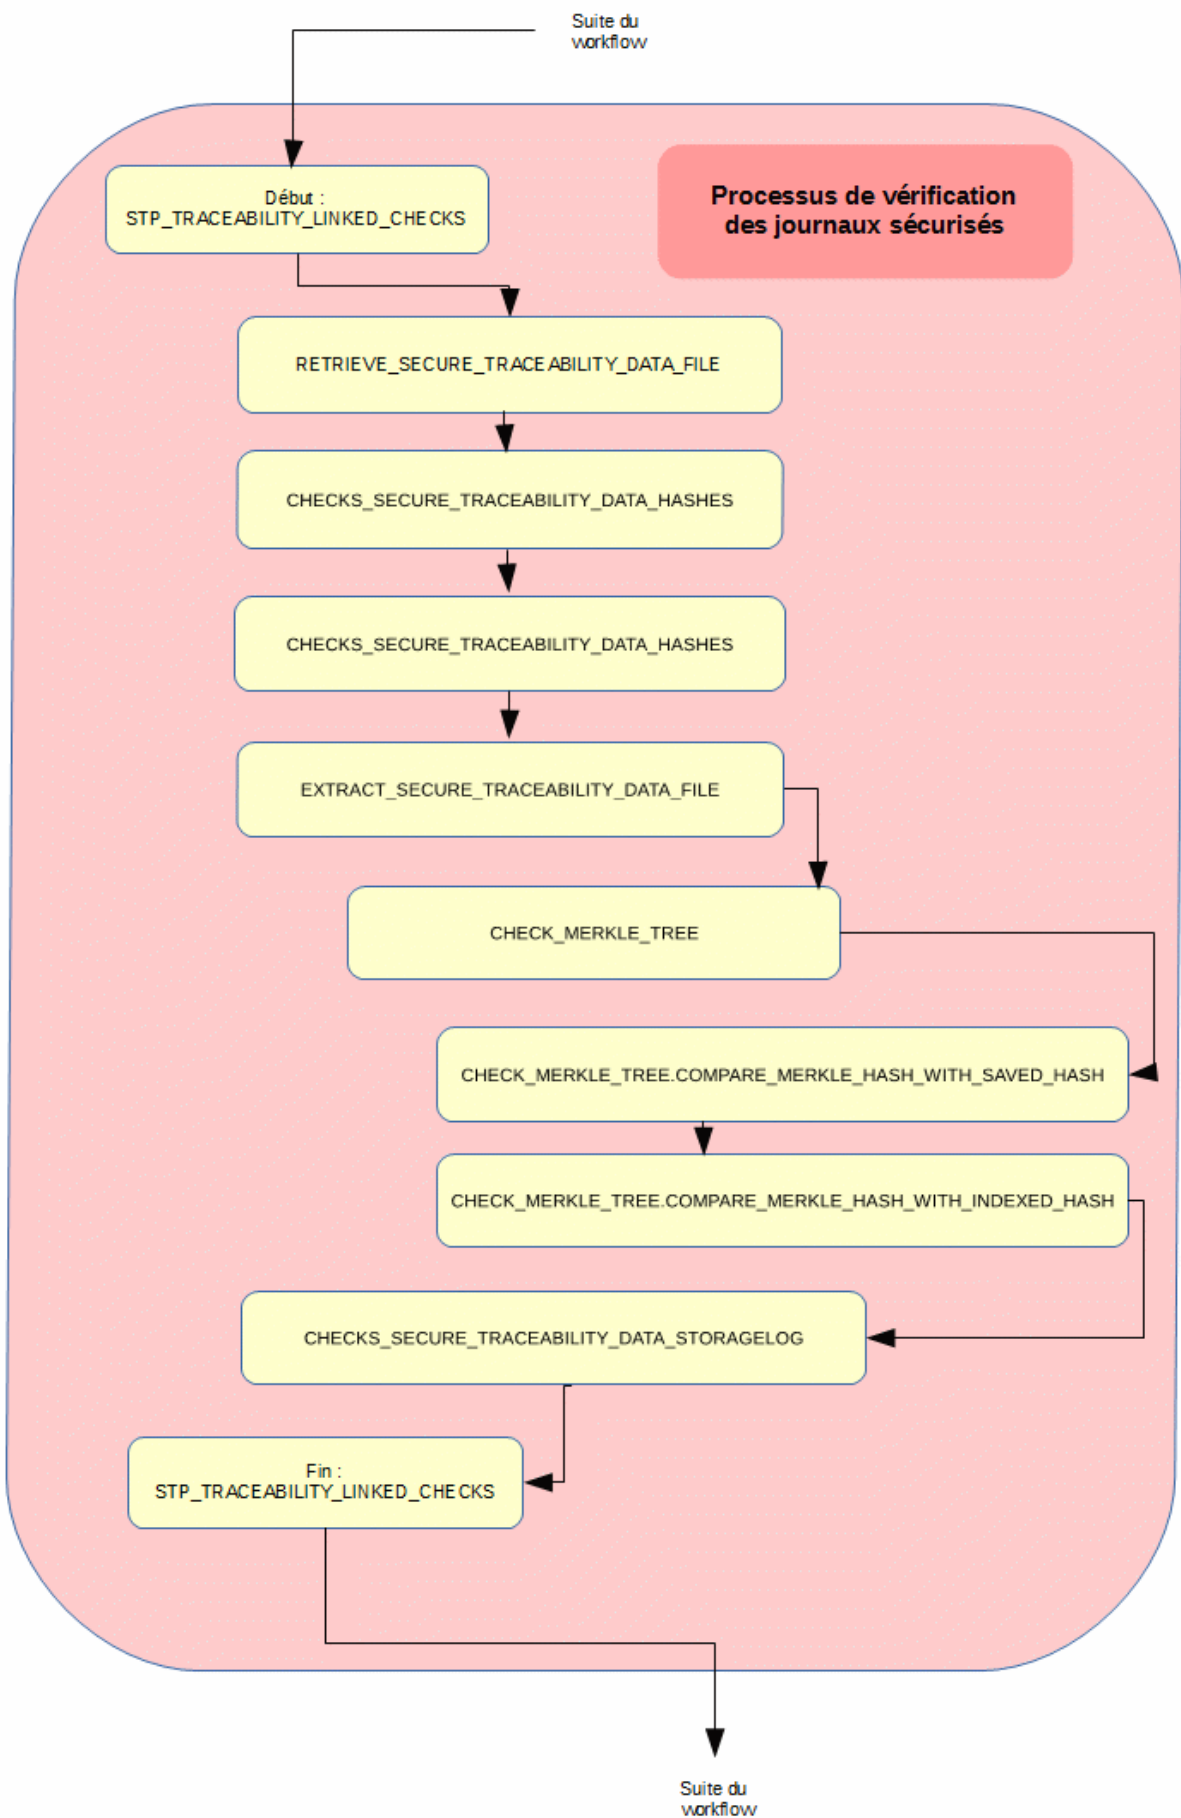 Suite du
workflow
Début :
STP_TRACEABILITY_LINKED_CHECKS
Processus de vérification
des journaux sécurisés
RETRIEVE_SECURE_TRACEABILITY_DATA_FILE
CHECKS_SECURE_TRACEABILITY_DATA_HASHES
CHECKS_SECURE_TRACEABILITY_DATA_HASHES
EXTRACT_SECURE_TRACEABILITY_DATA_FILE
CHECK_MERKLE_TREE
CHECK_MERKLE_TREE.COMPARE_MERKLE_HASH_WITH_SAVED_HASH
CHECK_MERKLE_TREE.COMPARE_MERKLE_HASH_WITH_INDEXED_HASH
CHECKS_SECURE_TRACEABILITY_DATA_STORAGELOG
Fin :
STP_TRACEABILITY_LINKED_CHECKS
Suite du
workflow